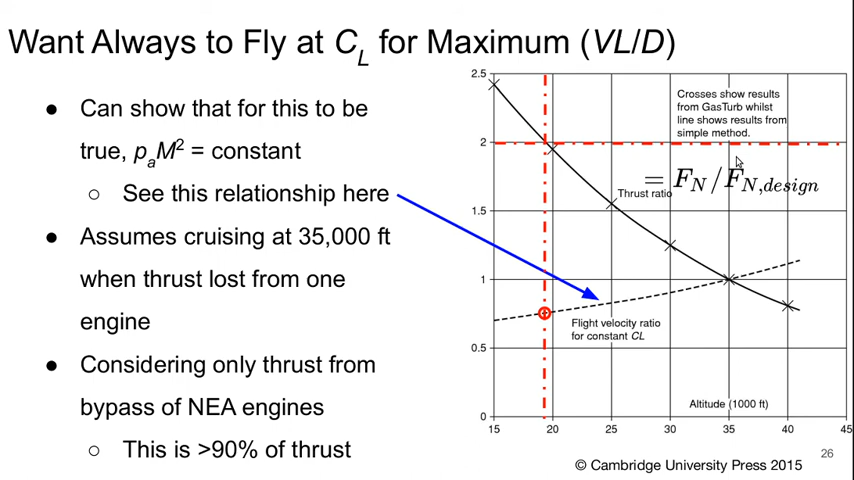 Want Always to Fly at C_L for Maximum (VL/D)
● Can show that for this to be
true, p_aM² = constant
○ See this relationship here
● Assumes cruising at 35,000 ft
when thrust lost from one
engine
● Considering only thrust from
bypass of NEA engines
○ This is >90% of thrust
2.5
2
1.5
1
0.5
0
Crosses show results
from GasTurb whilst
line shows results from
simple method.
= F_N/F_{N,design}
Thrust ratio
Flight velocity ratio
for constant CL
Altitude (1000 ft)
15 20 25 30 35 40 45
26
© Cambridge University Press 2015